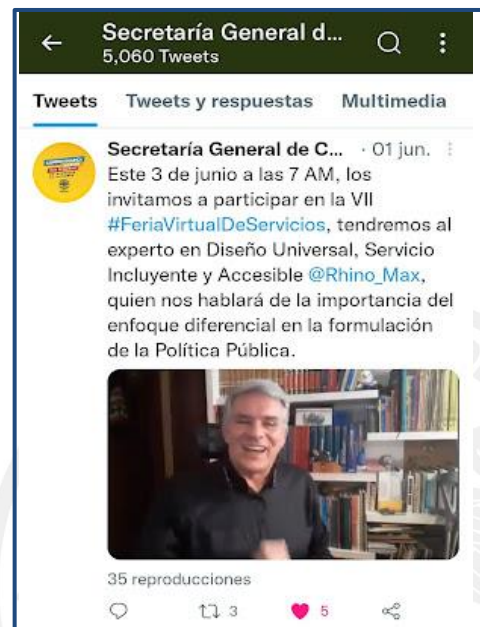 Secretaría General d...
5,060 Tweets
Tweets Tweets y respuestas Multimedia
Secretaría General de C... · 01 jun.
Este 3 de junio a las 7 AM, los
invitamos a participar en la VII
#FeriaVirtualDeServicios, tendremos al
experto en Diseño Universal, Servicio
Incluyente y Accesible @Rhino_Max,
quien nos hablará de la importancia del
enfoque diferencial en la formulación
de la Política Pública.
35 reproducciones
3 5